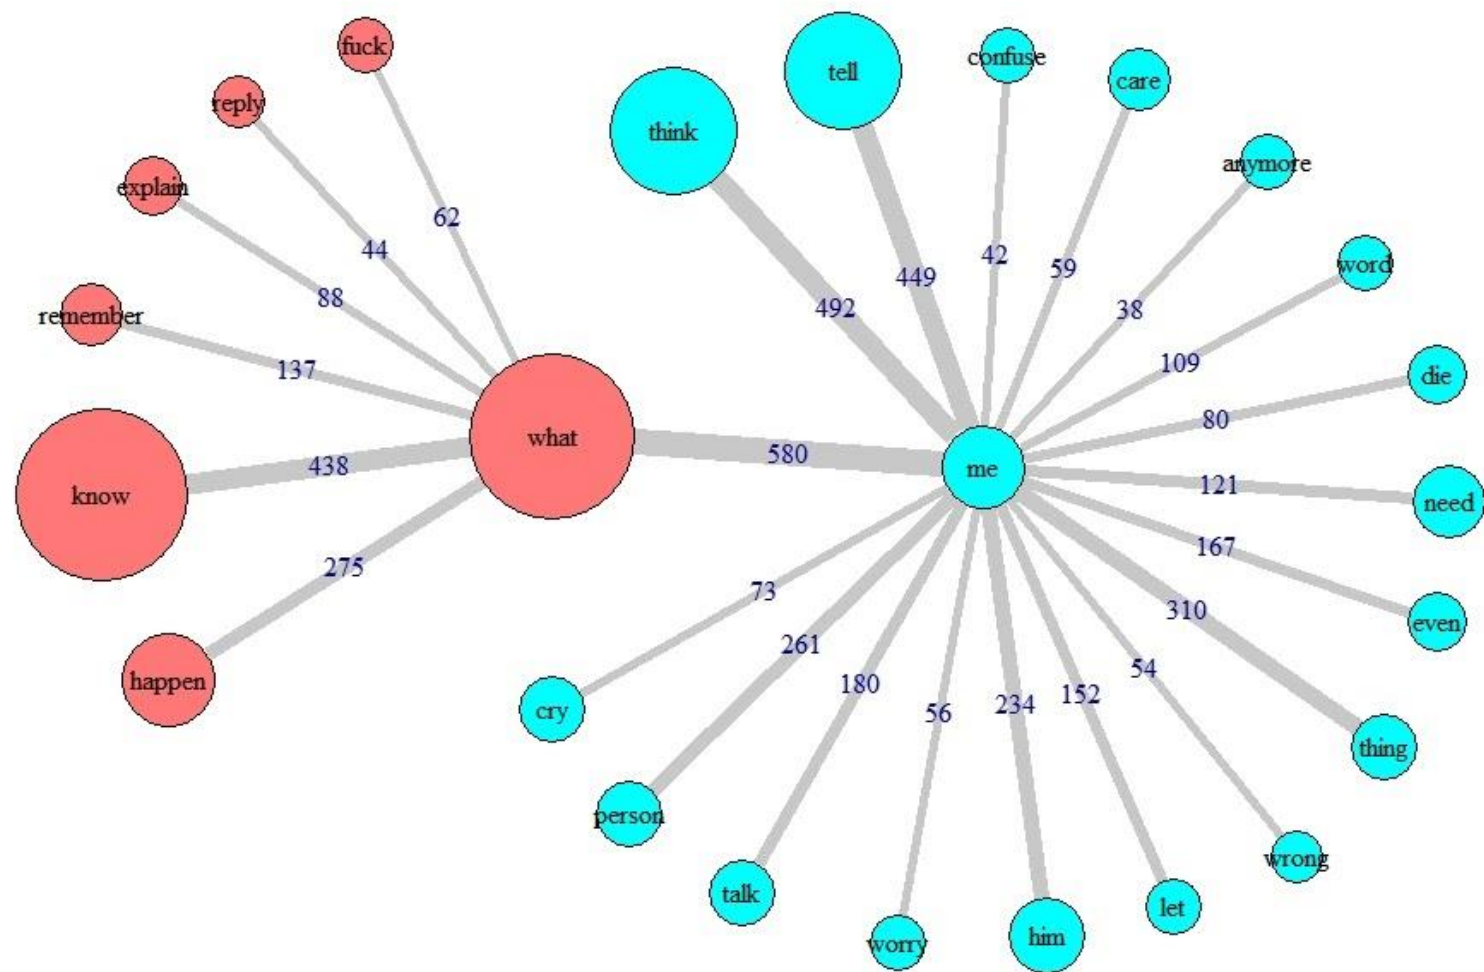 fuck
tell
confuse
care
think
reply
anymore
explain
62
44
word
449
42
59
88
492
38
remember
109
137
die
80
what
580
me
438
know
121
need
275
167
73
310
even
261
54
180
152
happen
234
56
cry
thing
person
wrong
talk
let
him
worry